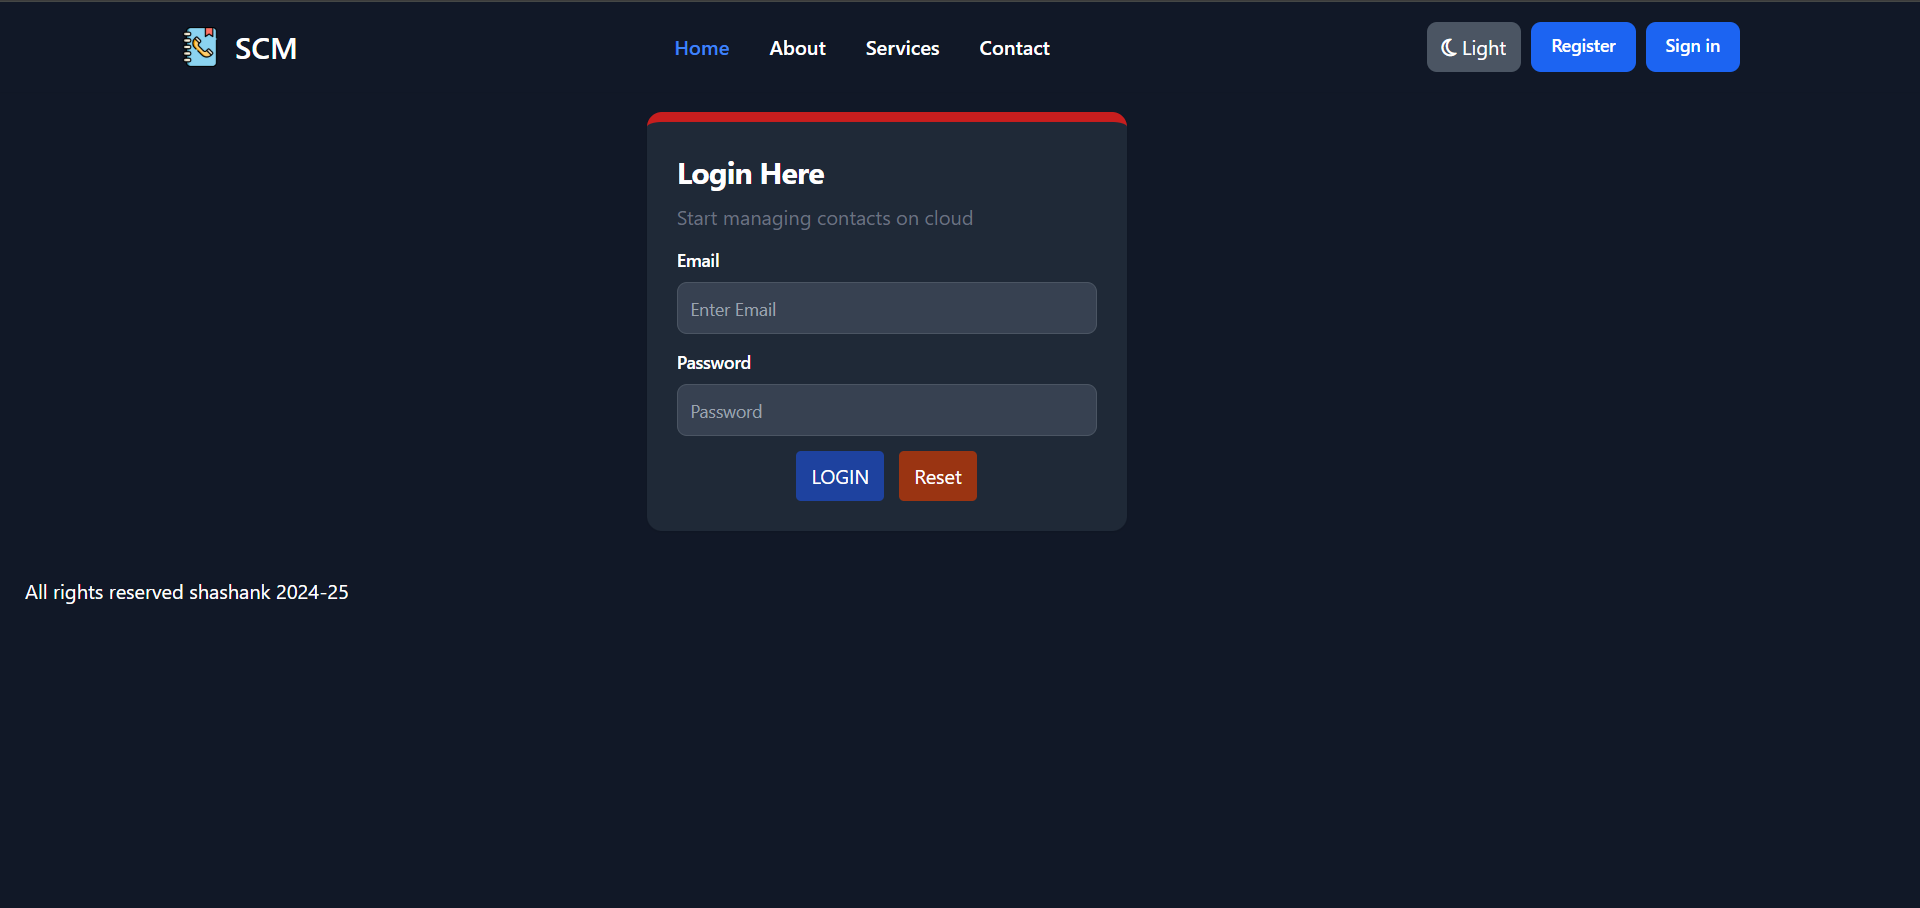 SCM
Home About Services Contact
Light Register Sign in
Login Here
Start managing contacts on cloud
Email
Enter Email
Password
Password
LOGIN Reset
All rights reserved shashank 2024-25